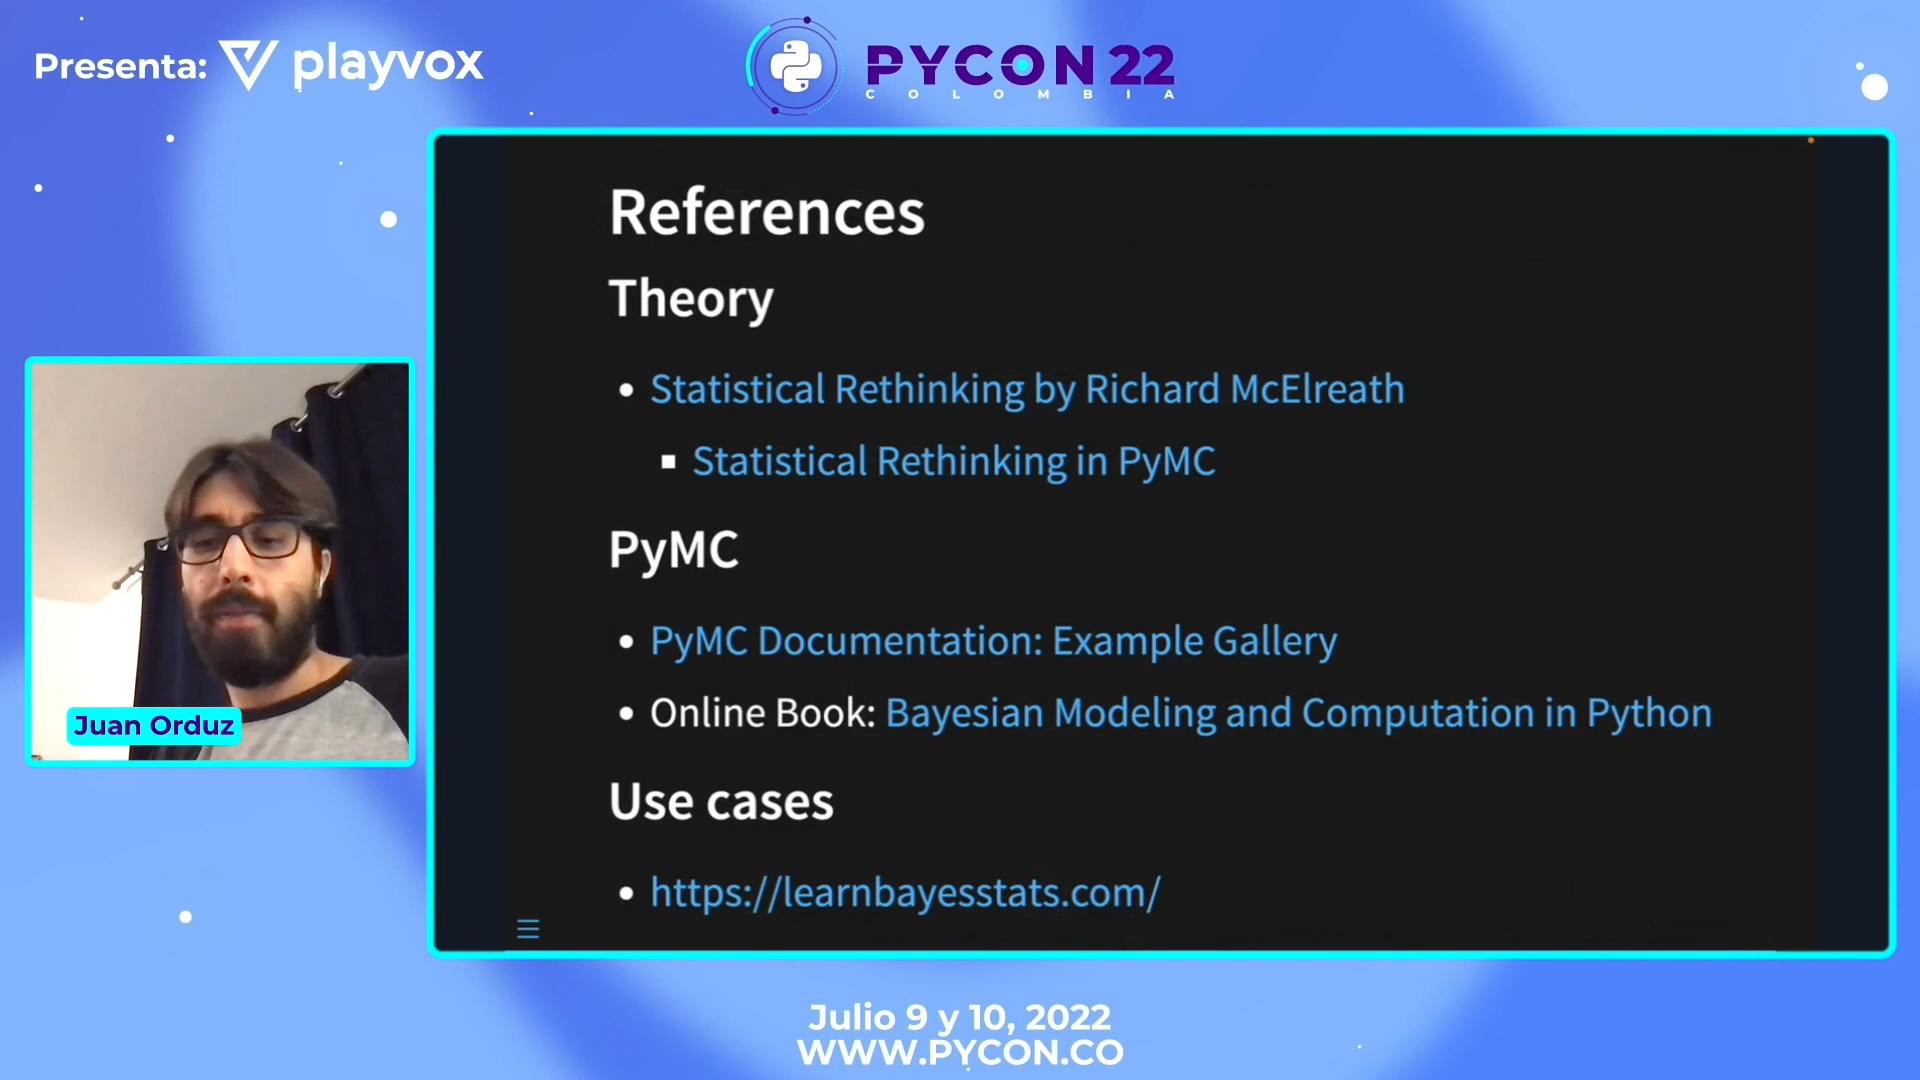 Presenta: playvox
PYCON 22
COLOMBIA
References
Theory
Statistical Rethinking by Richard McElreath
Statistical Rethinking in PyMC
PyMC
PyMC Documentation: Example Gallery
Online Book: Bayesian Modeling and Computation in Python
Use cases
https://learnbayesstats.com/
Juan Orduz
Julio 9 y 10, 2022
WWW.PYCON.CO